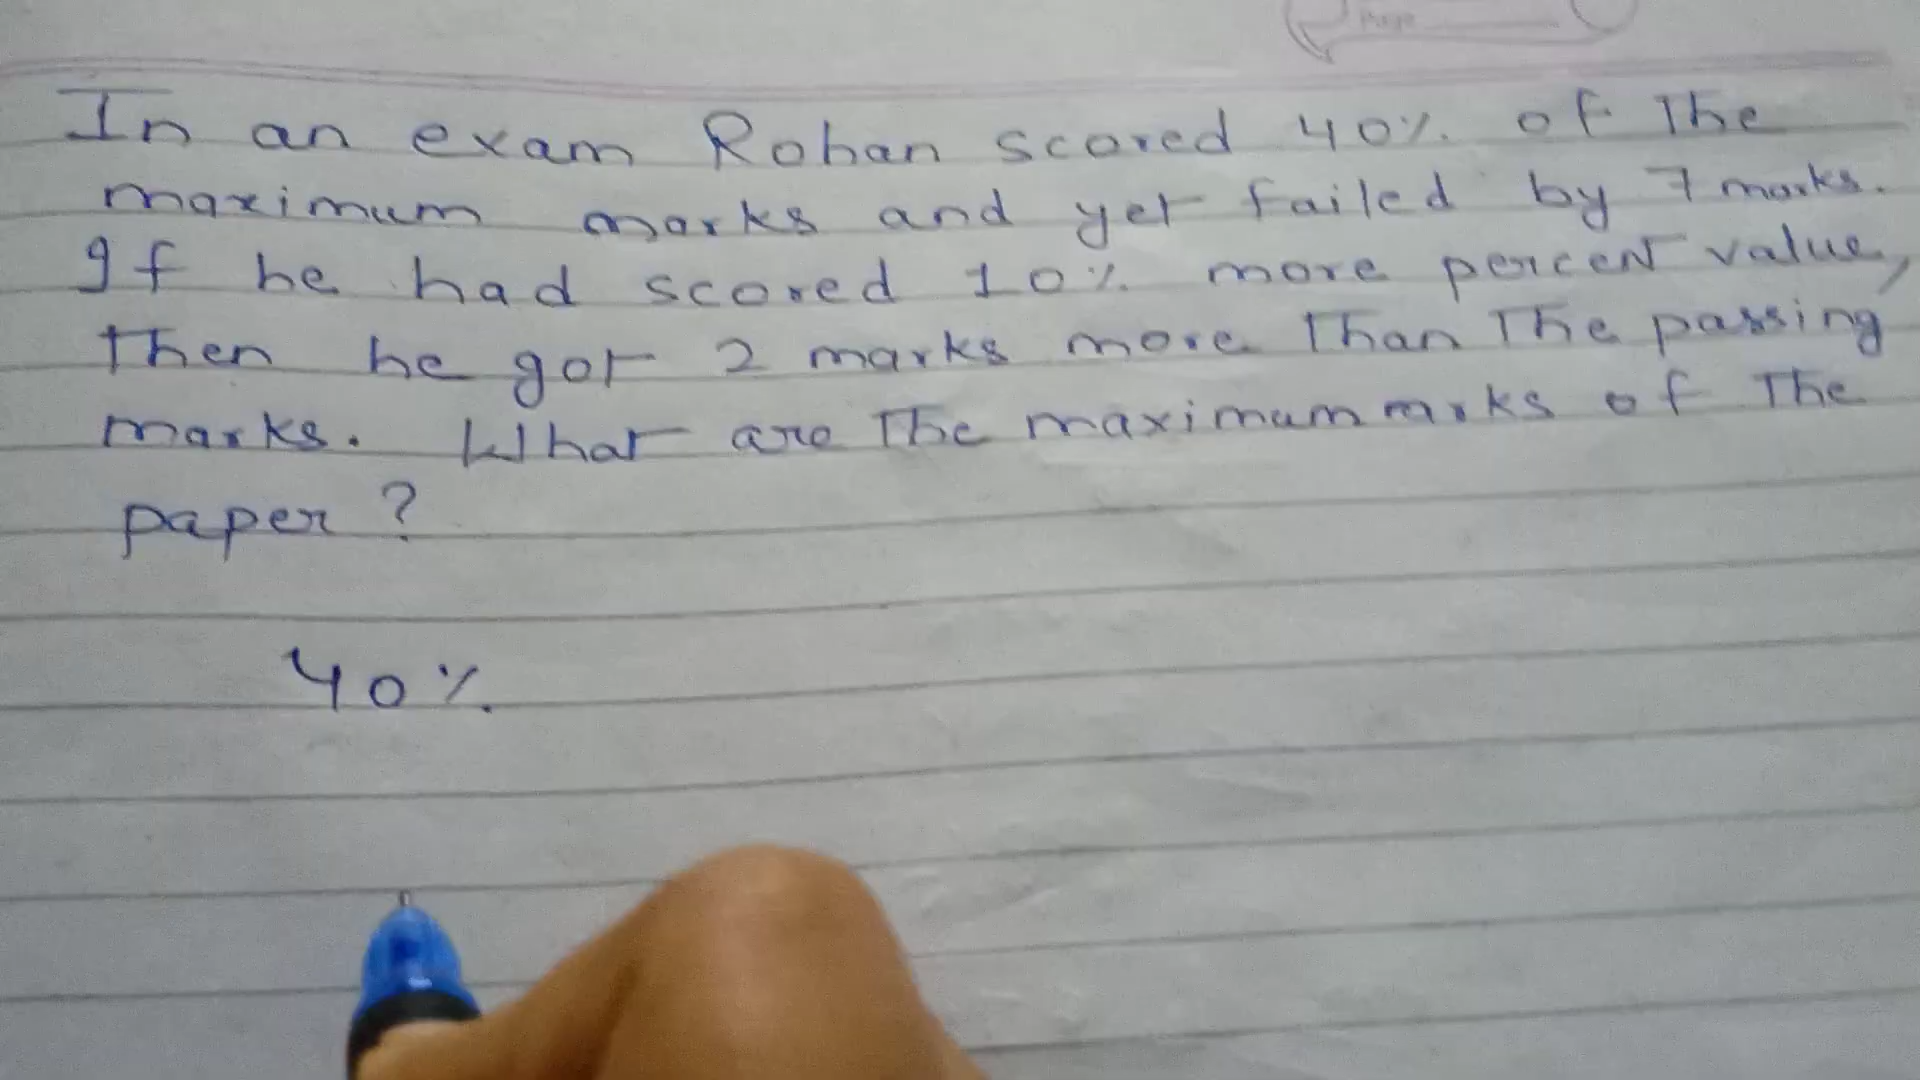 Page
In an exam Rohan scored 40% of The
maximum marks and yet failed by 7 marks.
If he had scored 10% more percent value,
Then he got 2 marks more Than The passing
marks. What are The maximum marks of The
paper?
40%